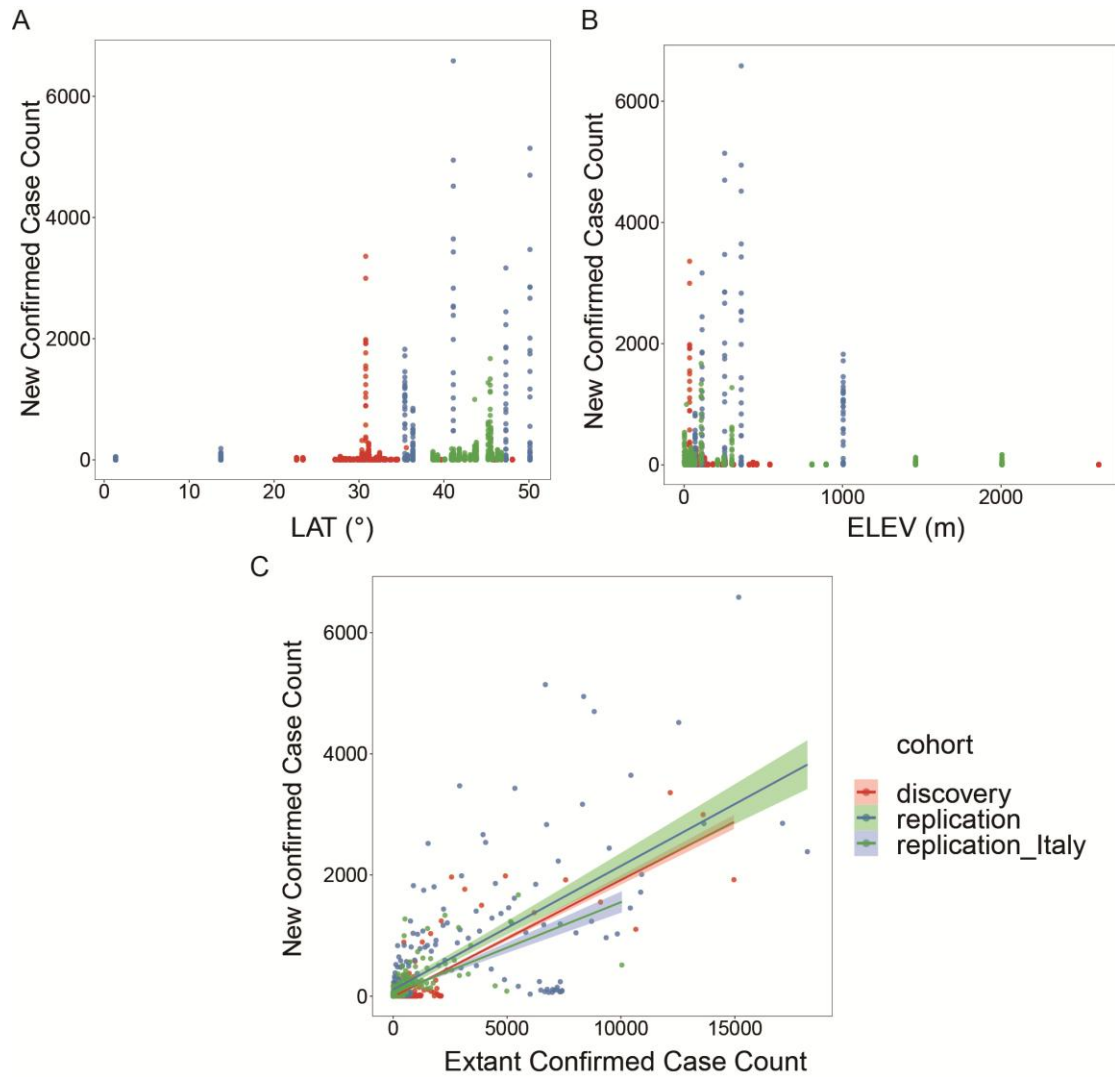 A
New Confirmed Case Count
6000
4000
2000
0
0 10 20 30 40 50
LAT (°)
B
New Confirmed Case Count
6000
4000
2000
0
0 1000 2000
ELEV (m)
C
New Confirmed Case Count
6000
4000
2000
0
0 5000 10000 15000
Extant Confirmed Case Count
cohort
discovery
replication
replication_Italy